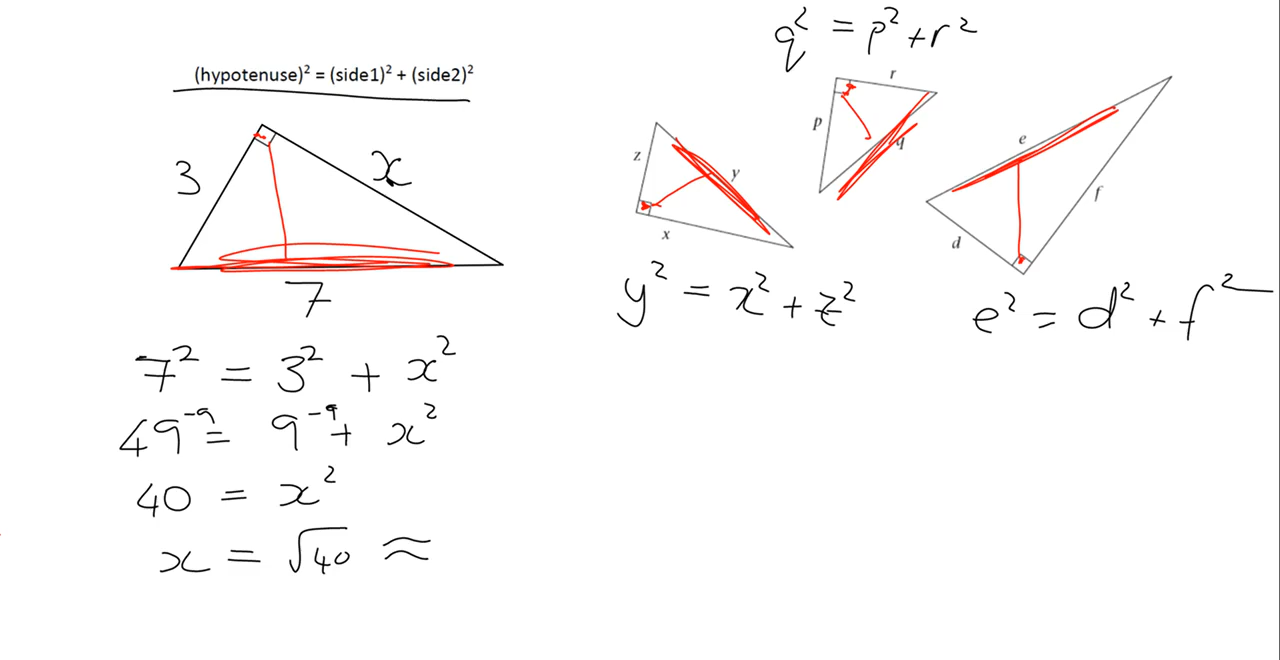 (hypotenuse)² = (side1)² + (side2)²
3
x
7
7² = 3² + x²
49⁻⁹ = 9⁻⁹ + x²
40 = x²
x = √40 ≈
q² = p² + r²
r
p
q
z
y
x
y² = x² + z²
e
f
d
e² = d² + f²